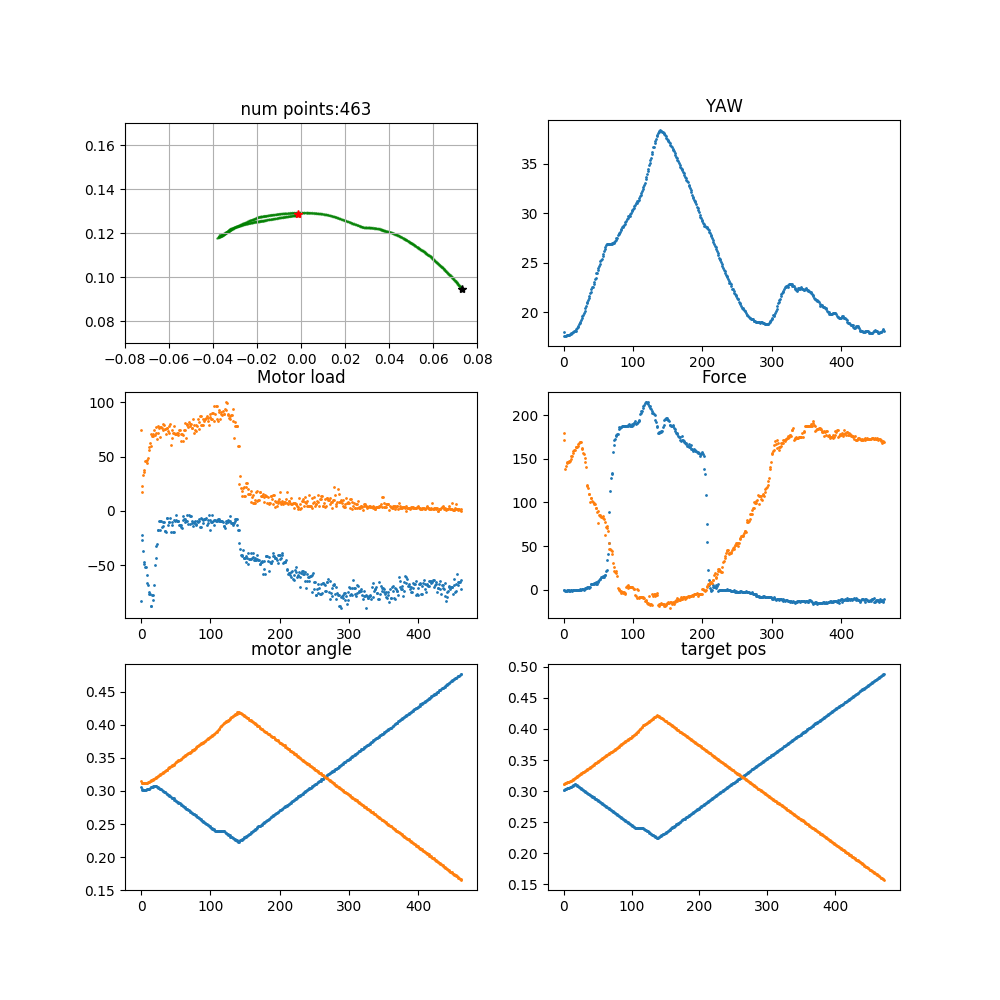 num points:463
0.16
0.14
0.12
0.10
0.08
−0.08 −0.06 −0.04 −0.02 0.00 0.02 0.04 0.06 0.08
YAW
35
30
25
20
0 100 200 300 400
Motor load
100
50
0
−50
0 100 200 300 400
Force
200
150
100
50
0
0 100 200 300 400
motor angle
0.45
0.40
0.35
0.30
0.25
0.20
0.15
0 100 200 300 400
target pos
0.50
0.45
0.40
0.35
0.30
0.25
0.20
0.15
0 100 200 300 400